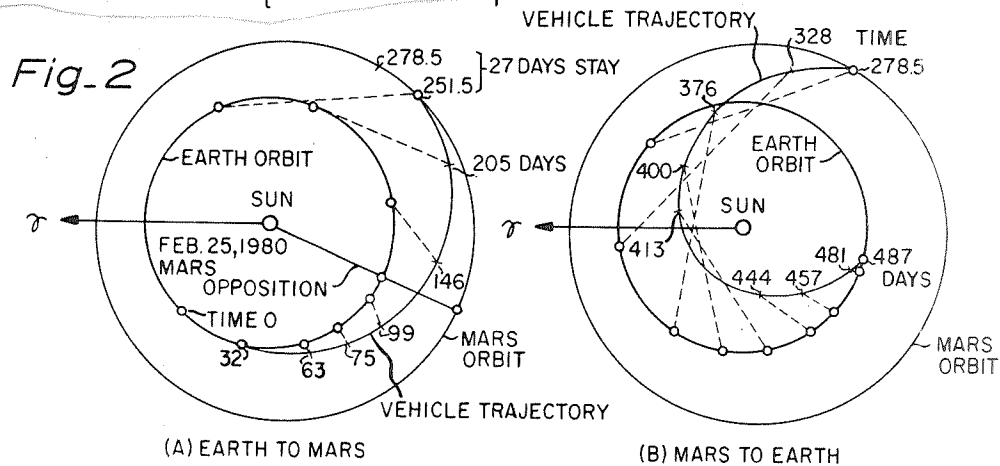 Fig_2
278.5
251.5
27 DAYS STAY
EARTH ORBIT
205 DAYS
SUN
♈
FEB. 25, 1980
MARS
OPPOSITION
TIME 0
146
99
75
63
32
MARS
ORBIT
VEHICLE TRAJECTORY
(A) EARTH TO MARS
VEHICLE TRAJECTORY
328
TIME
278.5
376
EARTH
ORBIT
400
SUN
♈
413
481
487
DAYS
444
457
MARS
ORBIT
(B) MARS TO EARTH